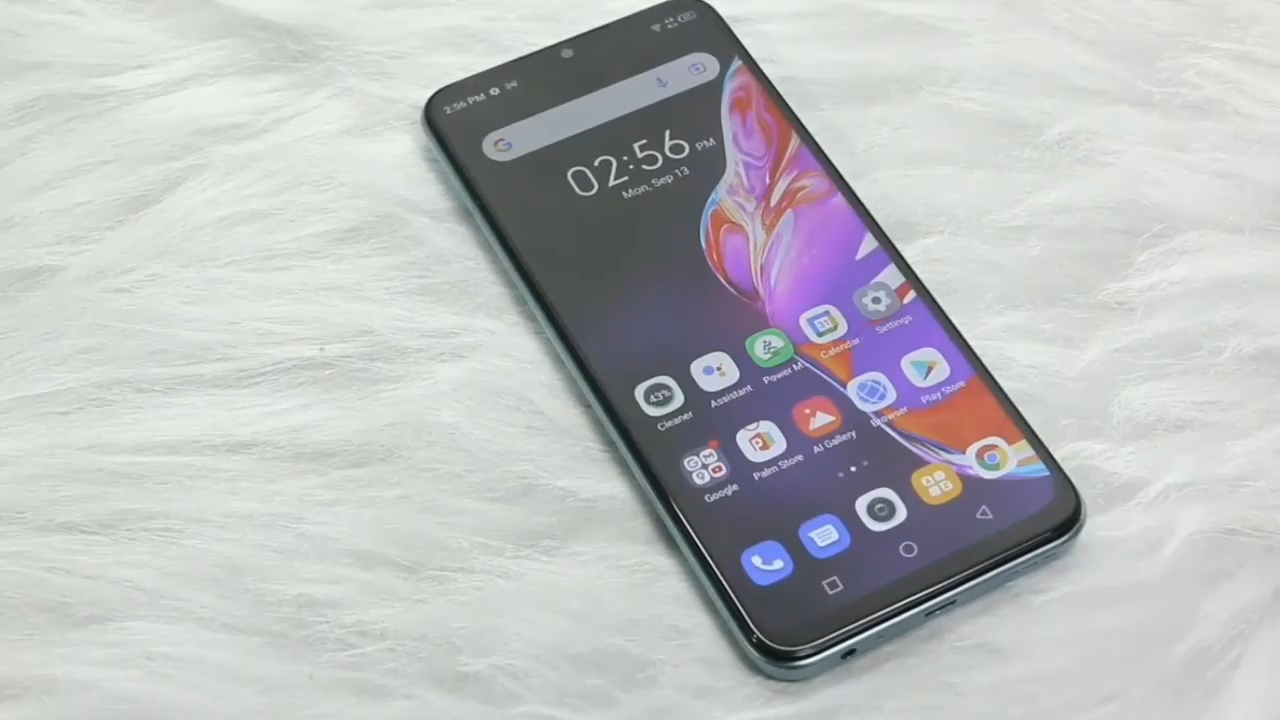 2:56 PM
02:56 PM
Mon, Sep 13
43%
Cleaner
Assistant
Power M
31
Calendar
Settings
Google
Palm Store
AI Gallery
Browser
Play Store